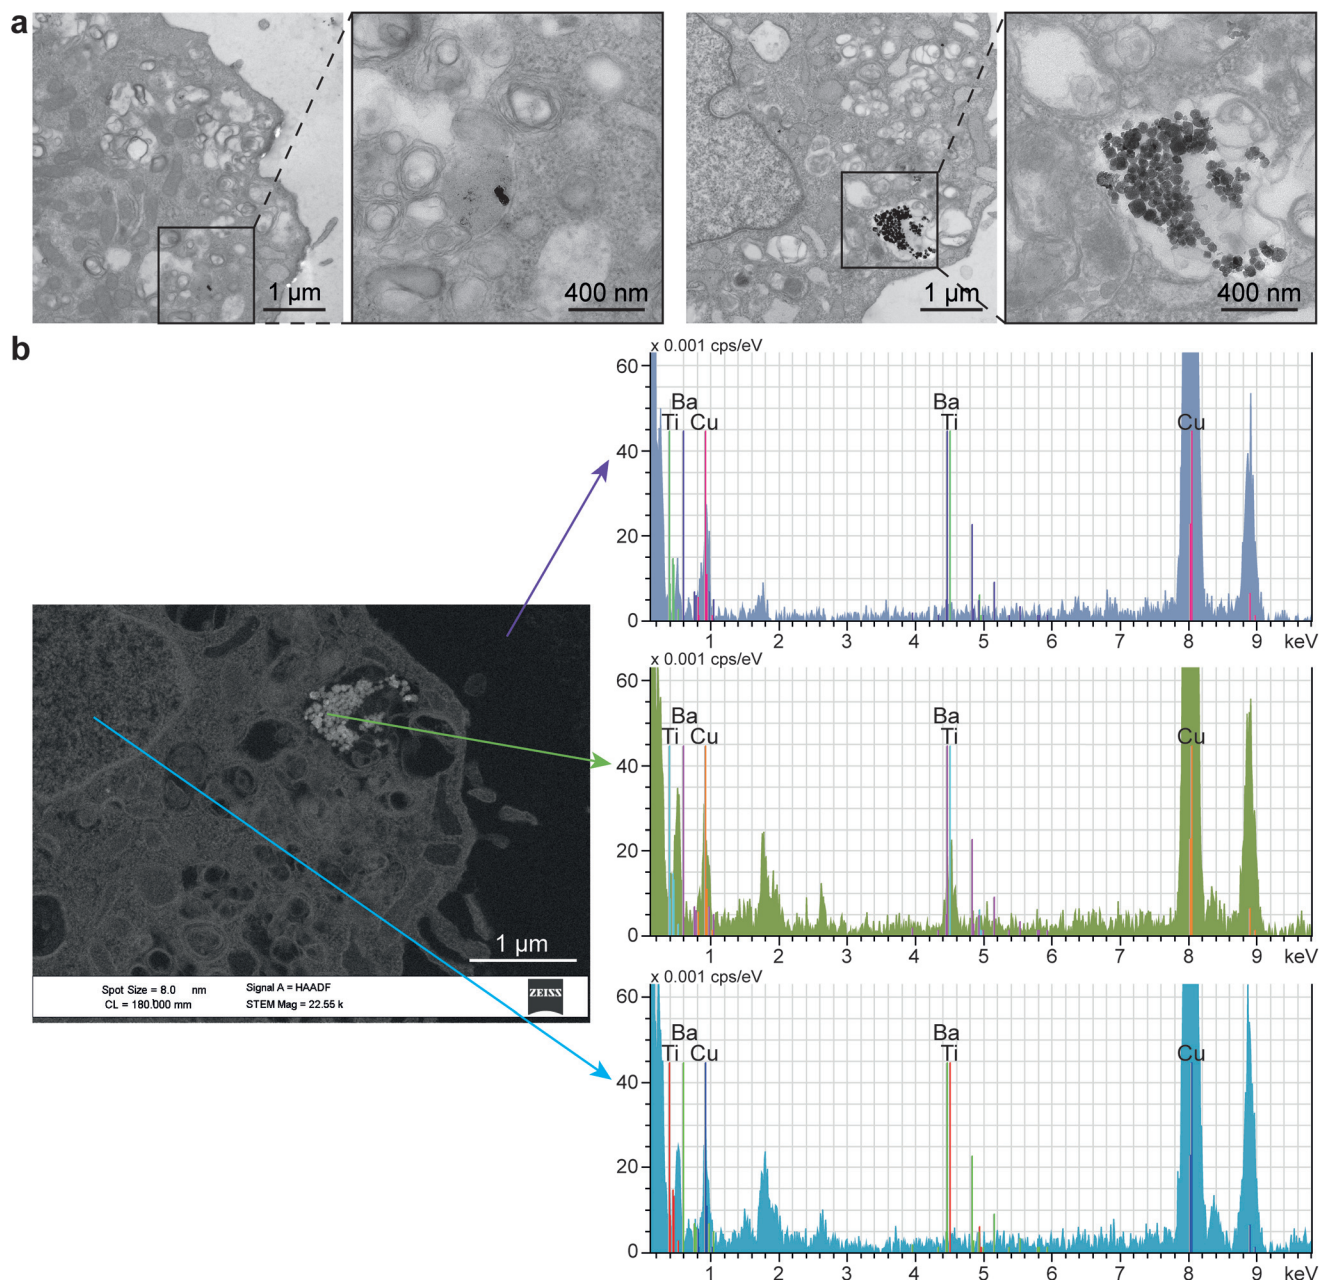 a
1 µm
400 nm
1 µm
400 nm
b
x 0.001 cps/eV
60
40
20
0
Ba
Ti Cu
Ba
Ti
Cu
1 2 3 4 5 6 7 8 9 keV
x 0.001 cps/eV
60
40
20
0
Ba
Ti Cu
Ba
Ti
Cu
1 2 3 4 5 6 7 8 9 keV
x 0.001 cps/eV
60
40
20
0
Ba
Ti Cu
Ba
Ti
Cu
1 2 3 4 5 6 7 8 9 keV
1 µm
Spot Size = 8.0 nm Signal A = HAADF
CL = 180.000 mm STEM Mag = 22.55 k
ZEISS